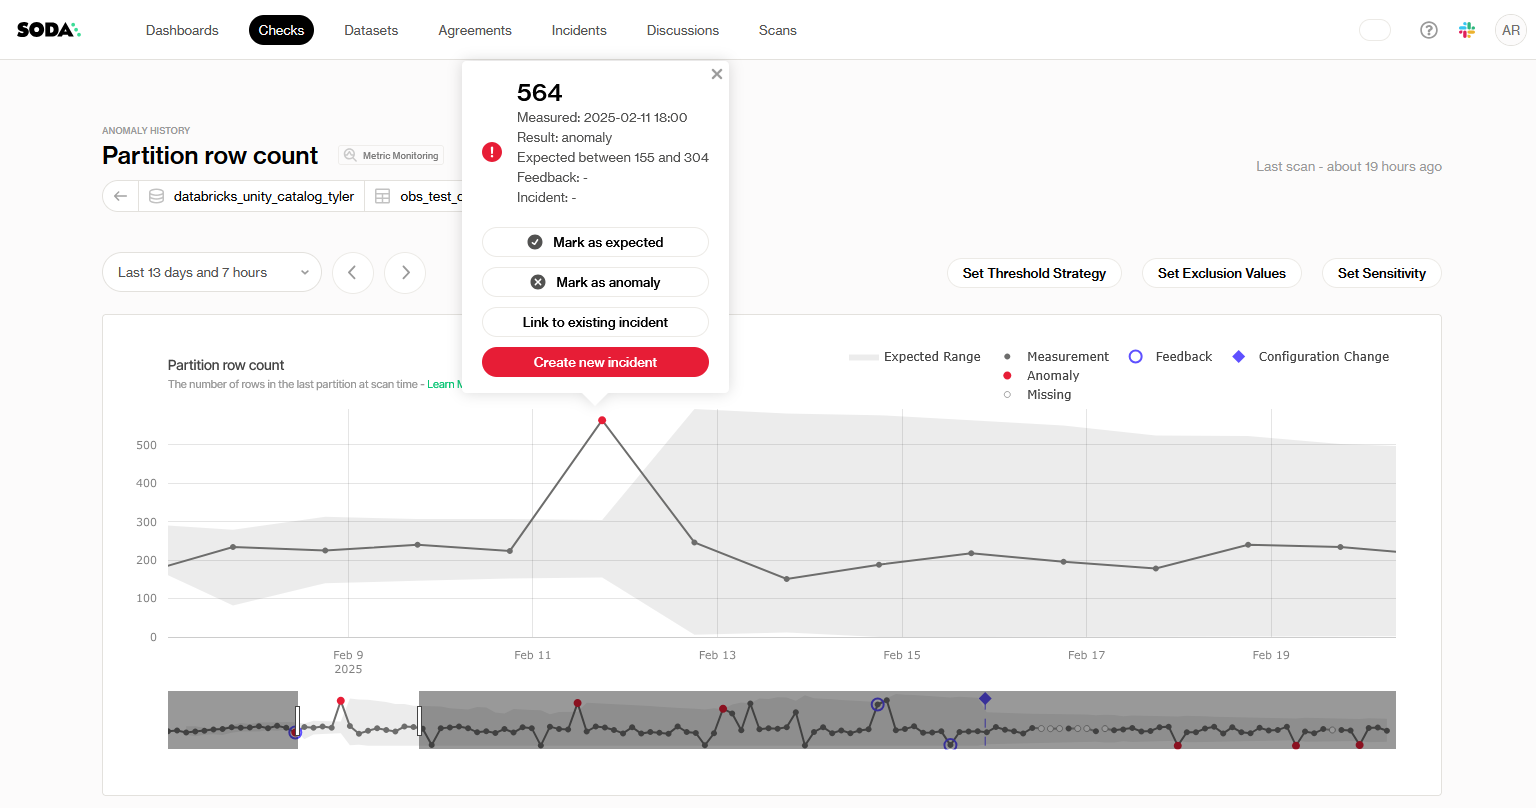 SODA
Dashboards
Checks
Datasets
Agreements
Incidents
Discussions
Scans
AR
564
Measured: 2025-02-11 18:00
Result: anomaly
Expected between 155 and 304
Feedback: -
Incident: -
Mark as expected
Mark as anomaly
Link to existing incident
Create new incident
ANOMALY HISTORY
Partition row count
Metric Monitoring
Last scan - about 19 hours ago
databricks_unity_catalog_tyler
obs_test_
Last 13 days and 7 hours
Set Threshold Strategy
Set Exclusion Values
Set Sensitivity
Partition row count
The number of rows in the last partition at scan time - Learn M
Expected Range
Measurement
Anomaly
Missing
Feedback
Configuration Change
500
400
300
200
100
0
Feb 9
2025
Feb 11
Feb 13
Feb 15
Feb 17
Feb 19